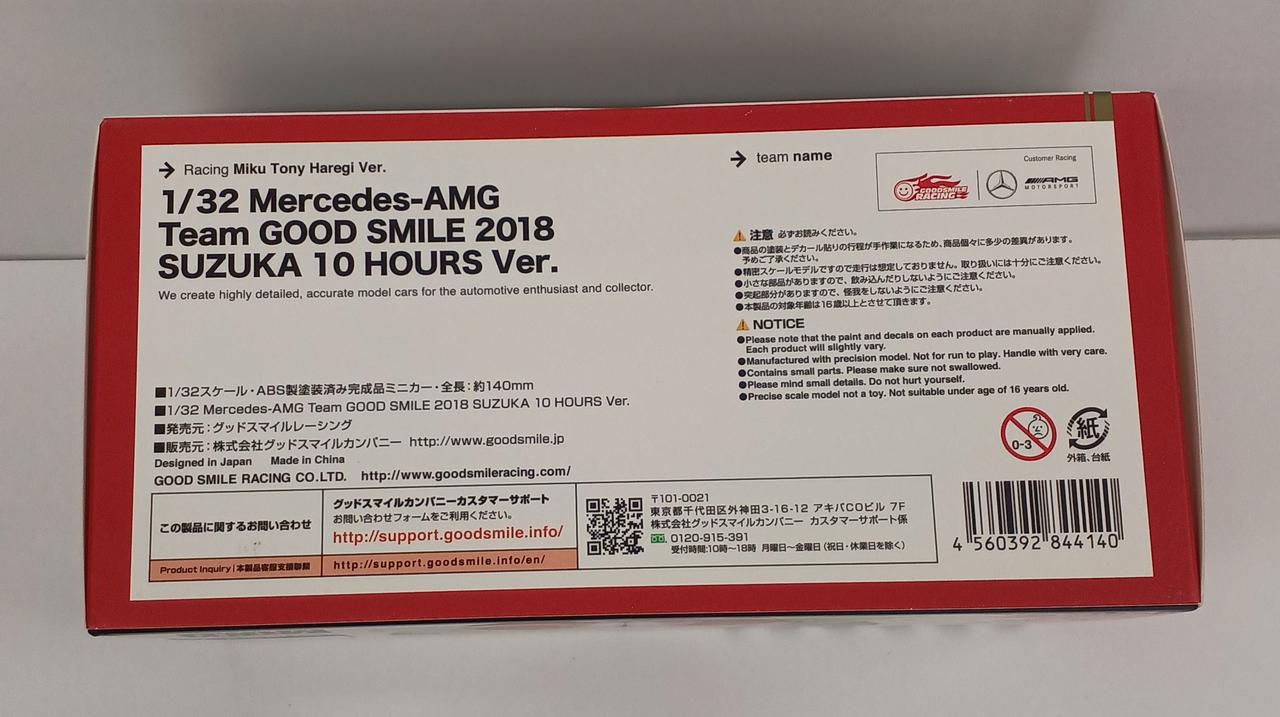 → Racing Miku Tony Haregi Ver.
1/32 Mercedes-AMG
Team GOOD SMILE 2018
SUZUKA 10 HOURS Ver.
We create highly detailed, accurate model cars for the automotive enthusiast and collector.
■1/32スケール・ABS製塗装済み完成品ミニカー・全長：約140mm
■1/32 Mercedes-AMG Team GOOD SMILE 2018 SUZUKA 10 HOURS Ver.
■発売元：グッドスマイルレーシング
■販売元：株式会社グッドスマイルカンパニー http://www.goodsmile.jp
Designed in Japan Made in China
GOOD SMILE RACING CO.LTD. http://www.goodsmileracing.com/
この製品に関するお問い合わせ
Product Inquiry | 本製品客服支援聯繫
グッドスマイルカンパニーカスタマーサポート
お問い合わせフォームをご利用ください。
http://support.goodsmile.info/
http://support.goodsmile.info/en/
〒101-0021
東京都千代田区外神田3-16-12 アキバCOビル 7F
株式会社グッドスマイルカンパニー カスタマーサポート係
0120-915-391
受付時間:10時〜18時 月曜日〜金曜日（祝日・休業日を除く）
→ team name
Customer Racing
GOODSMILE
RACING
AMG
MOTORSPORT
注意 必ずお読みください。
●商品の塗装とデカール貼りの行程が手作業になるため、商品個々に多少の差異があります。
予めご了承ください。
●精密スケールモデルですので走行は想定しておりません。取り扱いには十分にご注意ください。
●小さな部品がありますので、飲み込んだりしないようにご注意ください。
●突起部分がありますので、怪我をしないようにご注意ください。
●本製品の対象年齢は16歳以上とさせて頂きます。
NOTICE
●Please note that the paint and decals on each product are manually applied.
Each product will slightly vary.
●Manufactured with precision model. Not for run to play. Handle with very care.
●Contains small parts. Please make sure not swallowed.
●Please mind small details. Do not hurt yourself.
●Precise scale model not a toy. Not suitable under age of 16 years old.
0-3
紙
外箱、台紙
4 560392 844140